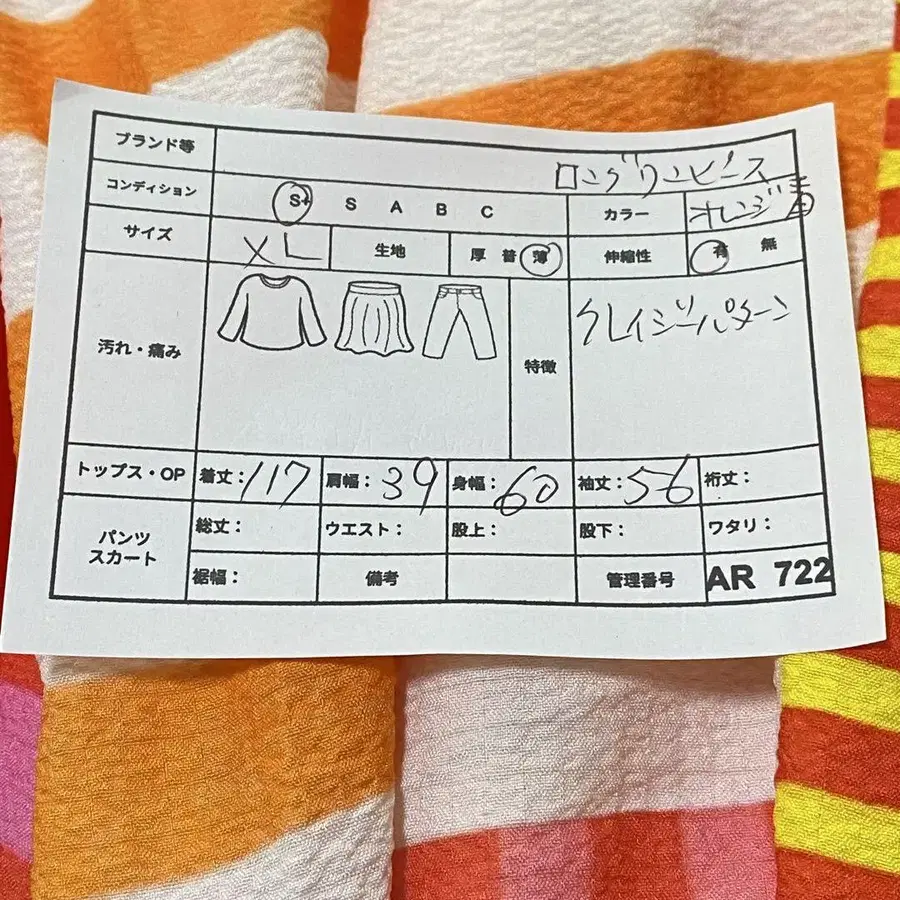 ブランド等 ロングワンピース
コンディション S+ S A B C カラー オレンジ
サイズ XL 生地 厚 普 薄 伸縮性 有 無
汚れ・痛み 特徴 クレイジーパターン
トップス・OP 着丈:117 肩幅:39 身幅:60 袖丈:56 裄丈:
パンツ スカート 総丈: ウエスト: 股上: 股下: ワタリ:
裾幅: 備考 管理番号 AR 722